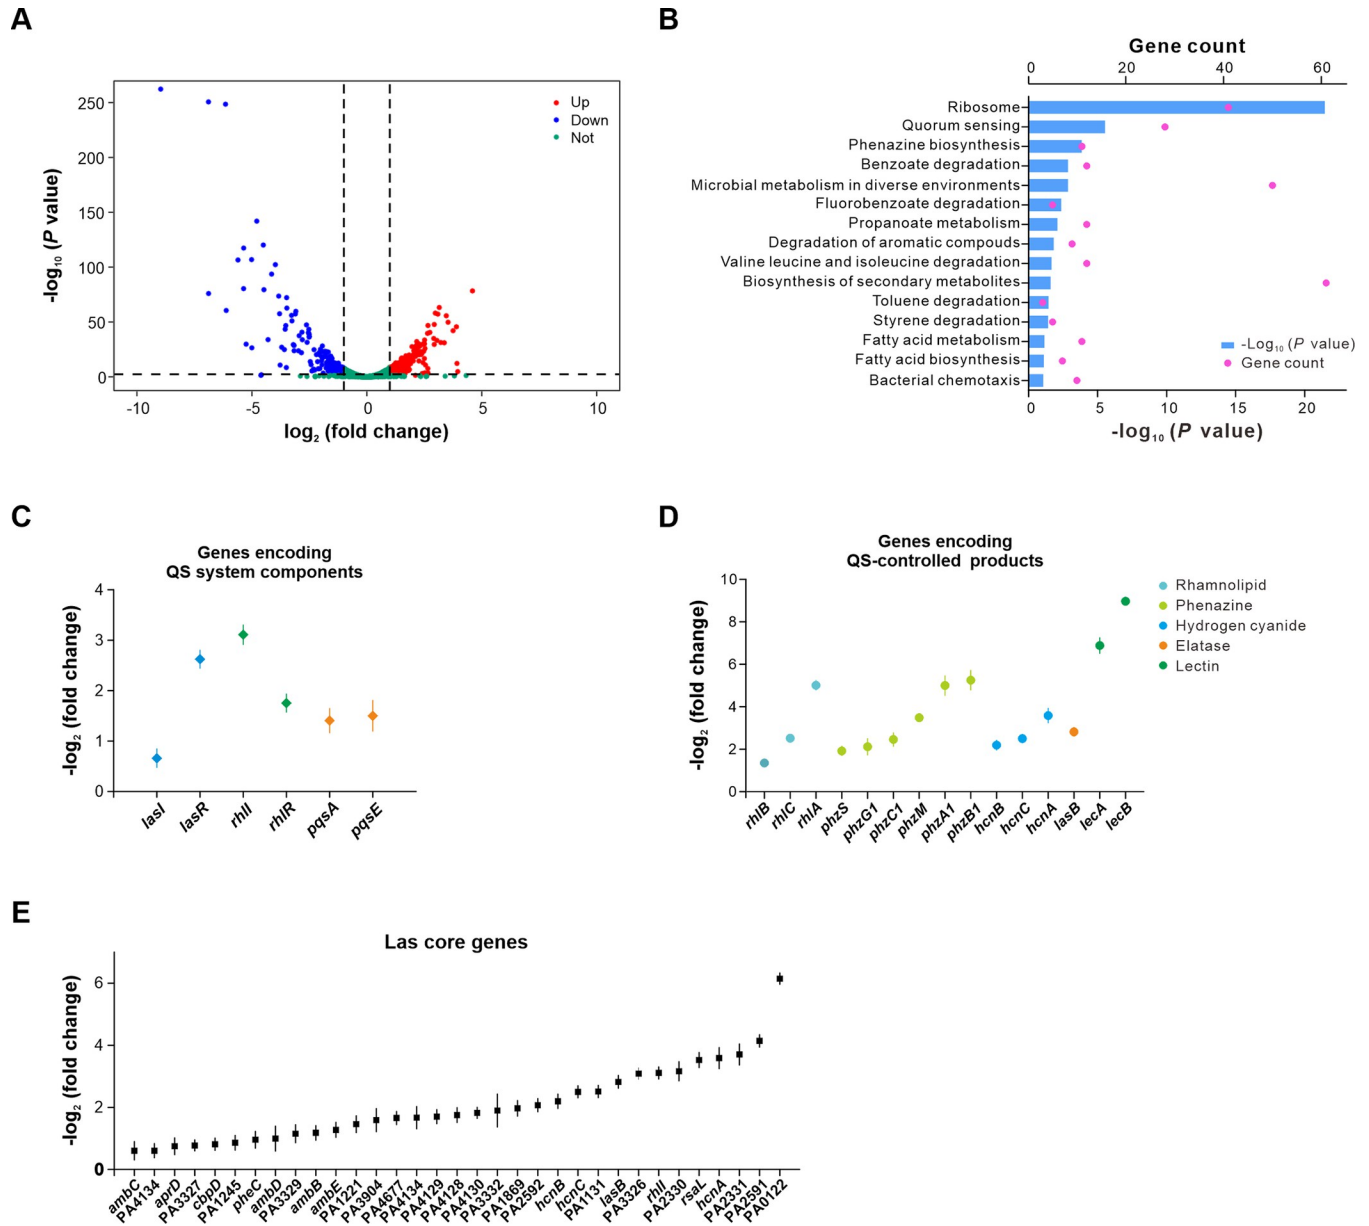 A
-log₁₀ (P value)
250
200
150
100
50
0
-10
-5
0
5
10
log₂ (fold change)
Up
Down
Not
B
Gene count
0
20
40
60
Ribosome
Quorum sensing
Phenazine biosynthesis
Benzoate degradation
Microbial metabolism in diverse environments
Fluorobenzoate degradation
Propanoate metabolism
Degradation of aromatic compouds
Valine leucine and isoleucine degradation
Biosynthesis of secondary metabolites
Toluene degradation
Styrene degradation
Fatty acid metabolism
Fatty acid biosynthesis
Bacterial chemotaxis
-Log₁₀ (P value)
Gene count
0
5
10
15
20
-log₁₀ (P value)
C
Genes encoding
QS system components
-log₂ (fold change)
4
3
2
1
0
lasI
lasR
rhlI
rhlR
pqsA
pqsE
D
Genes encoding
QS-controlled products
-log₂ (fold change)
10
8
6
4
2
0
rhlB
rhlC
rhlA
phzS
phzG1
phzC1
phzM
phzA1
phzB1
hcnB
hcnC
hcnA
lasB
lecA
lecB
Rhamnolipid
Phenazine
Hydrogen cyanide
Elatase
Lectin
E
Las core genes
-log₂ (fold change)
6
4
2
0
ambC
PA4134
aprD
PA3327
cbpD
PA1245
pheC
ambD
PA3329
ambB
ambE
PA1221
PA3904
PA4677
PA4134
PA4129
PA4128
PA4130
PA3332
PA1869
PA2592
hcnB
hcnC
PA1131
lasB
PA3326
rhlI
PA2330
rsaL
hcnA
PA2331
PA2591
PA0122